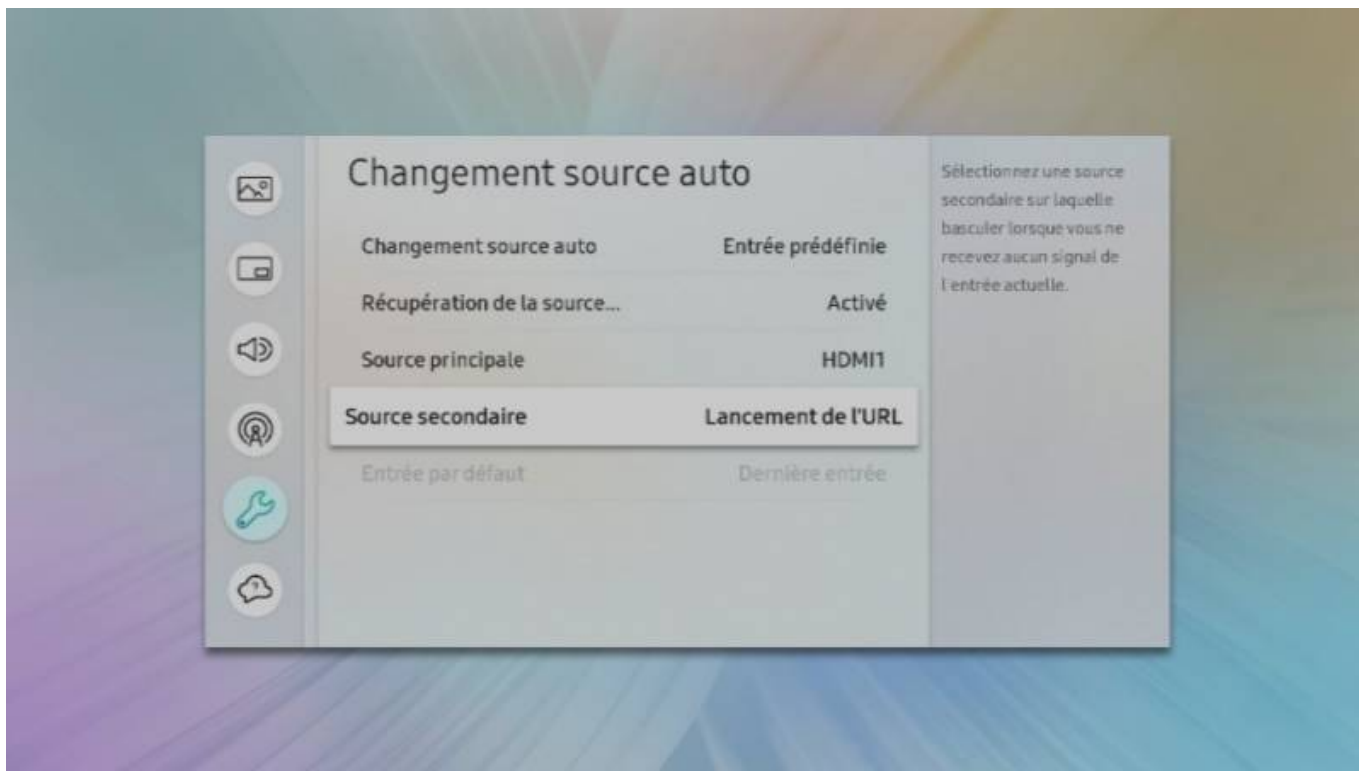 Changement source auto
Changement source auto Entrée prédéfinie
Récupération de la source... Activé
Source principale HDMI1
Source secondaire Lancement de l'URL
Entrée par défaut Dernière entrée
Sélectionnez une source
secondaire sur laquelle
basculer lorsque vous ne
recevez aucun signal de
l'entrée actuelle.